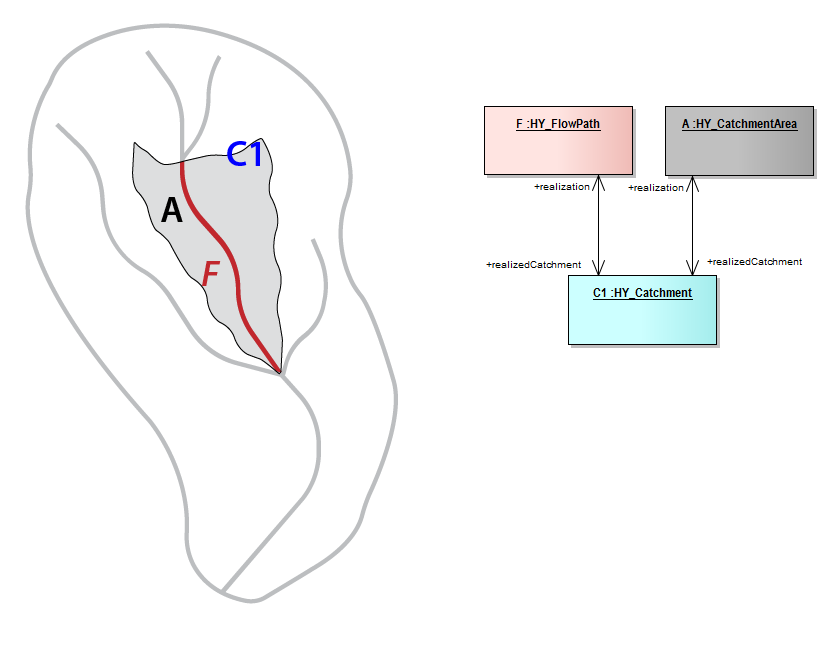 C1
A
F
F :HY_FlowPath
A :HY_CatchmentArea
+realization
+realization
+realizedCatchment
+realizedCatchment
C1 :HY_Catchment